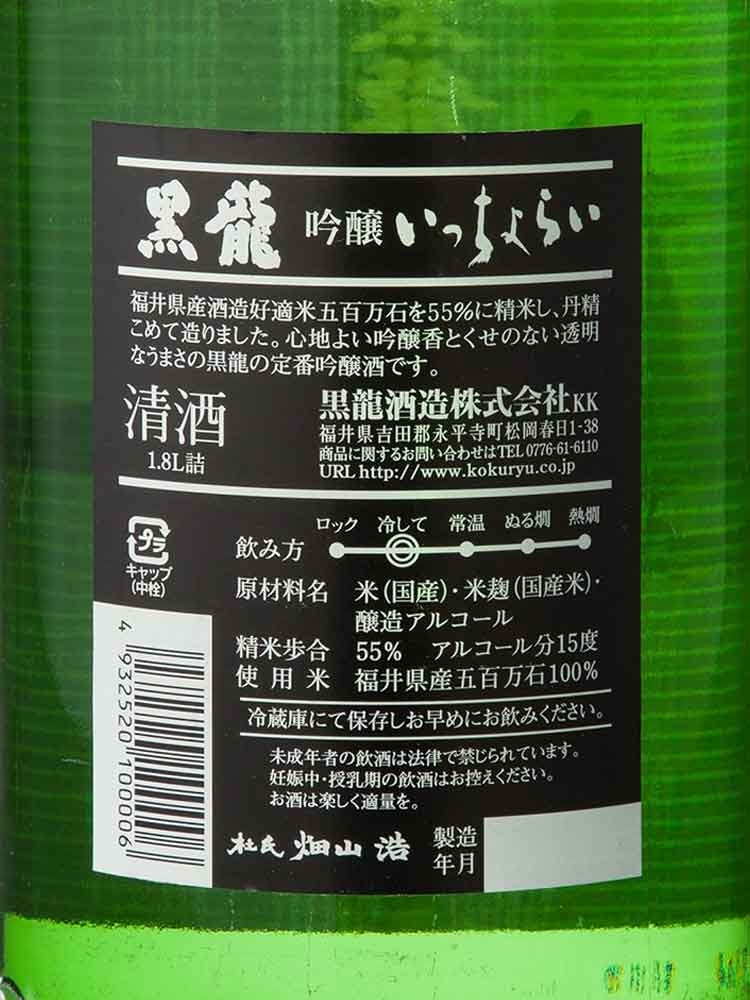 黒龍 吟醸 いっちょらい
福井県産酒造好適米五百万石を55%に精米し、丹精
こめて造りました。心地よい吟醸香とくせのない透明
なうまさの黒龍の定番吟醸酒です。
清酒
1.8L詰
黒龍酒造株式会社KK
福井県吉田郡永平寺町松岡春日1-38
商品に関するお問い合わせはTEL 0776-61-6110
URL http://www.kokuryu.co.jp
プラ
キャップ
(中栓)
ロック 冷して 常温 ぬる燗 熱燗
飲み方
原材料名 米(国産)・米麹(国産米)・
醸造アルコール
精米歩合 55% アルコール分15度
使用米 福井県産五百万石100%
冷蔵庫にて保存しお早めにお飲みください。
未成年者の飲酒は法律で禁じられています。
妊娠中・授乳期の飲酒はお控えください。
お酒は楽しく適量を。
杜氏 畑山 浩
製造
年月
4 932520 100006